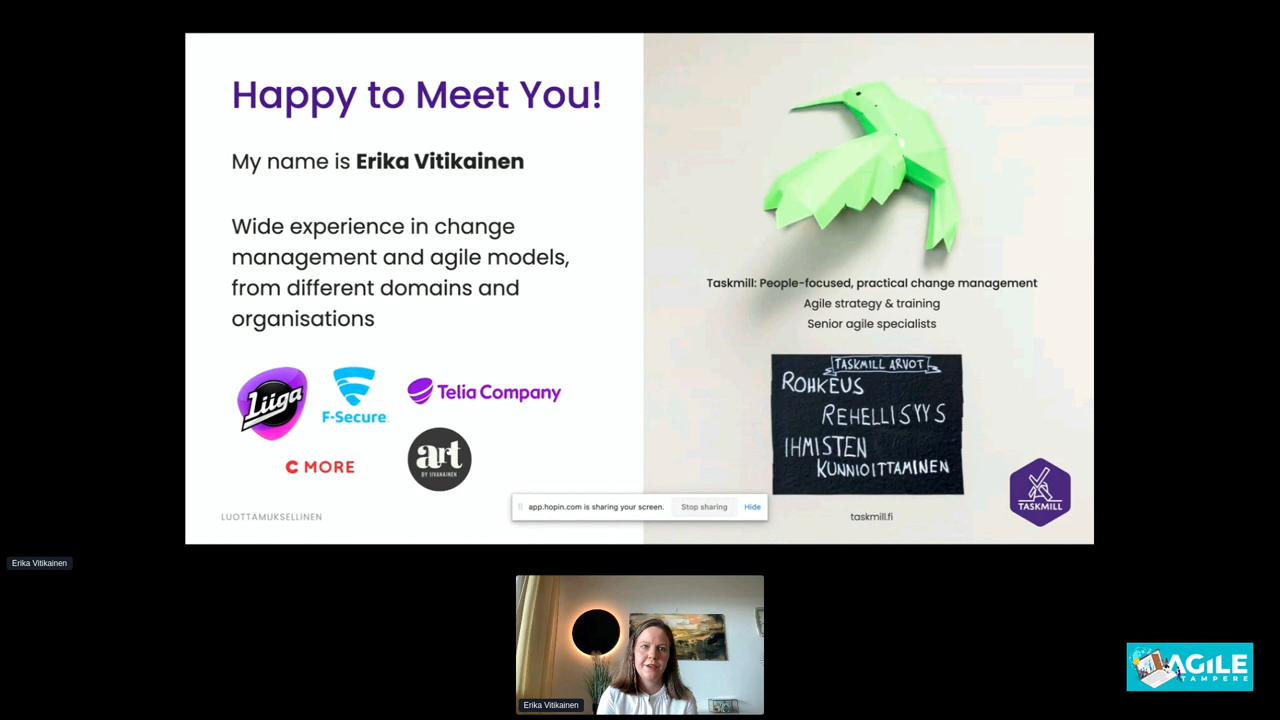 Happy to Meet You!
My name is Erika Vitikainen
Wide experience in change
management and agile models,
from different domains and
organisations
Liiga
F-Secure.
Telia Company
C MORE
art
BY IIVANAINEN
LUOTTAMUKSELLINEN
Taskmill: People-focused, practical change management
Agile strategy & training
Senior agile specialists
TASKMILL ARVOT
ROHKEUS
REHELLISYYS
IHMISTEN
KUNNIOITTAMINEN
TASKMILL
taskmill.fi
app.hopin.com is sharing your screen.
Stop sharing
Hide
Erika Vitikainen
Erika Vitikainen
AGILE
TAMPERE